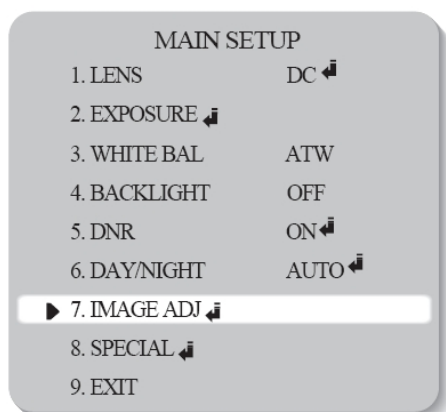 MAIN SETUP
1. LENS DC ↲
2. EXPOSURE ↲
3. WHITE BAL ATW
4. BACKLIGHT OFF
5. DNR ON ↲
6. DAY/NIGHT AUTO ↲
7. IMAGE ADJ ↲
8. SPECIAL ↲
9. EXIT